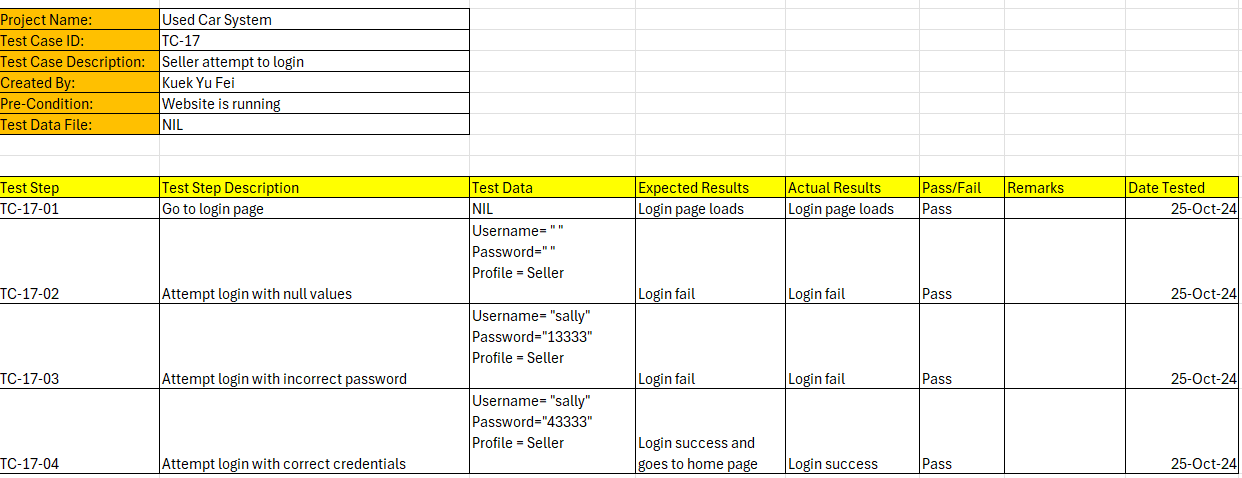 Project Name: Used Car System
Test Case ID: TC-17
Test Case Description: Seller attempt to login
Created By: Kuek Yu Fei
Pre-Condition: Website is running
Test Data File: NIL
Test Step Test Step Description Test Data Expected Results Actual Results Pass/Fail Remarks Date Tested
TC-17-01 Go to login page NIL Login page loads Login page loads Pass 25-Oct-24
Username= " "
Password=" "
Profile = Seller
TC-17-02 Attempt login with null values Login fail Login fail Pass 25-Oct-24
Username= "sally"
Password="13333"
Profile = Seller
TC-17-03 Attempt login with incorrect password Login fail Login fail Pass 25-Oct-24
Username= "sally"
Password="43333"
Profile = Seller Login success and
TC-17-04 Attempt login with correct credentials goes to home page Login success Pass 25-Oct-24